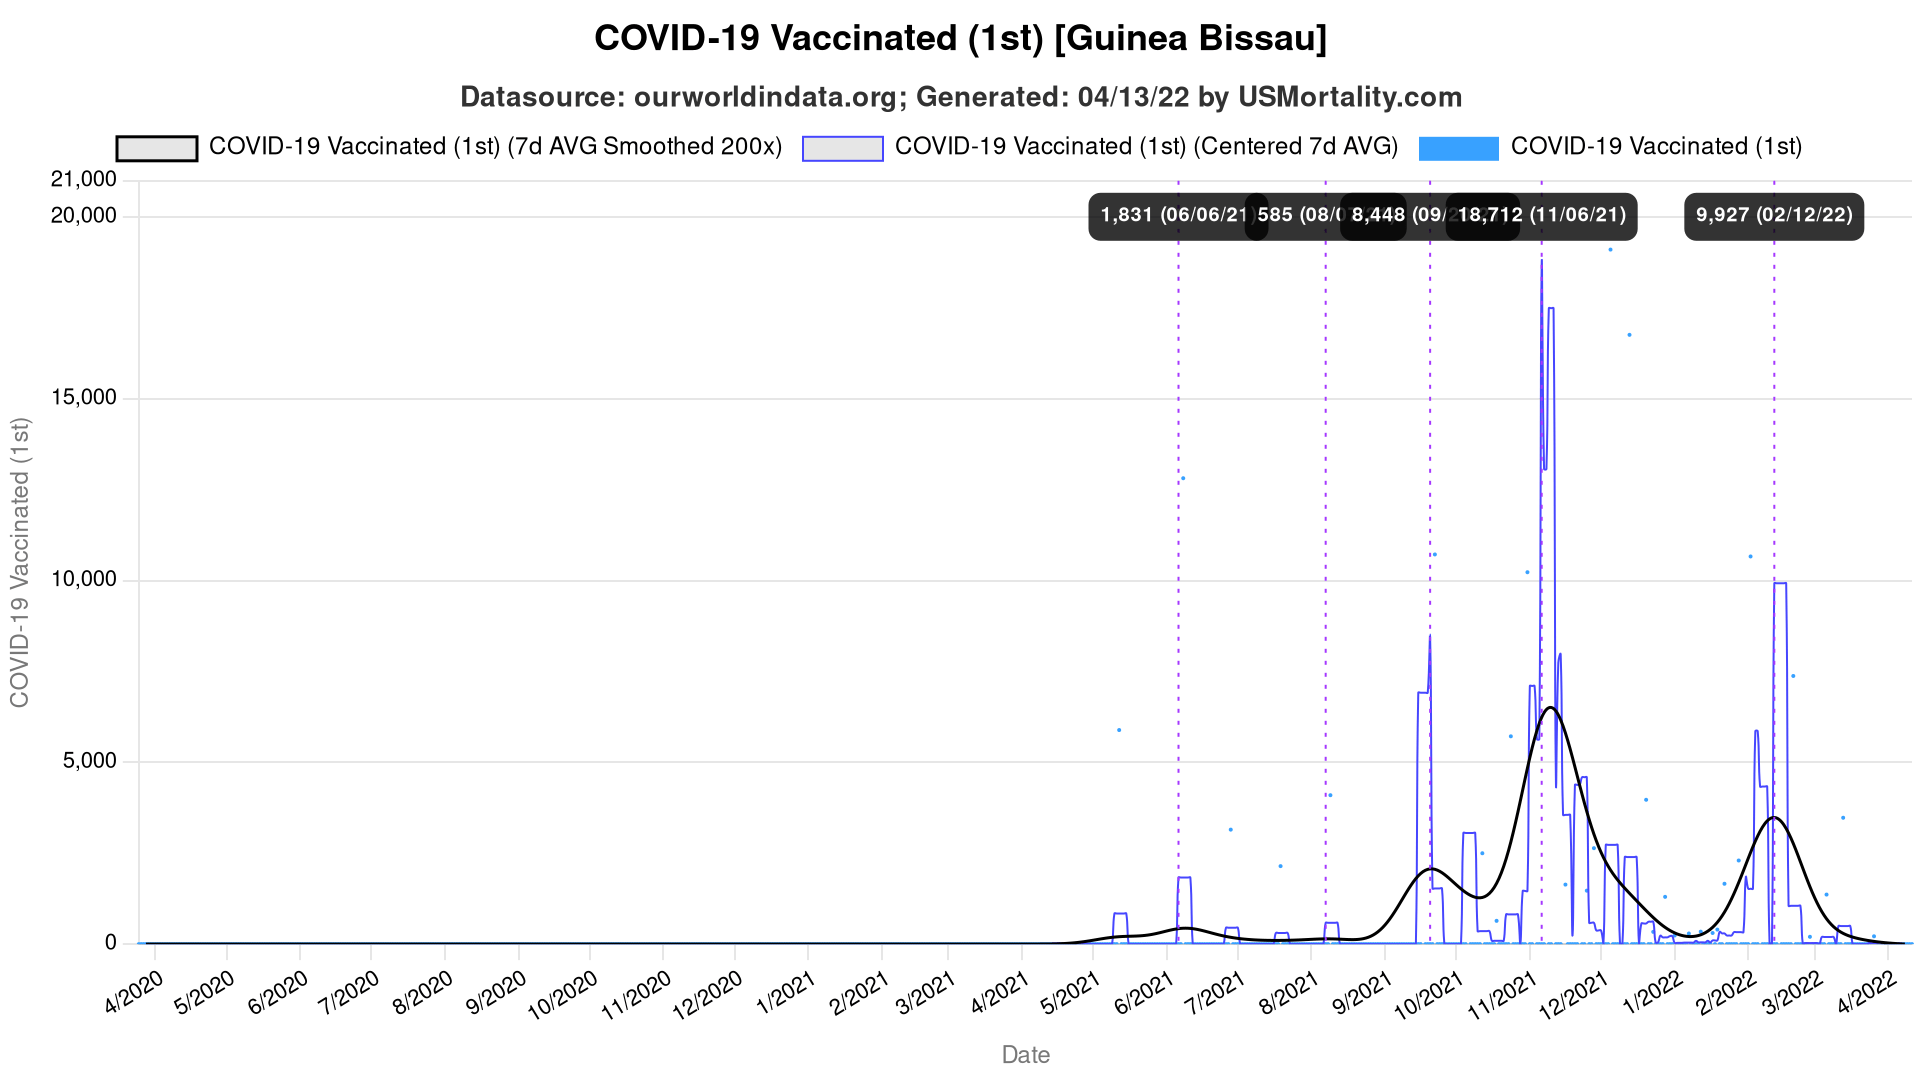 COVID-19 Vaccinated (1st) [Guinea Bissau]
Datasource: ourworldindata.org; Generated: 04/13/22 by USMortality.com
COVID-19 Vaccinated (1st) (7d AVG Smoothed 200x) COVID-19 Vaccinated (1st) (Centered 7d AVG) COVID-19 Vaccinated (1st)
21,000
20,000
15,000
10,000
5,000
0
COVID-19 Vaccinated (1st)
1,831 (06/06/21) 585 (08/ 8,448 (09/ 18,712 (11/06/21) 9,927 (02/12/22)
4/2020 5/2020 6/2020 7/2020 8/2020 9/2020 10/2020 11/2020 12/2020 1/2021 2/2021 3/2021 4/2021 5/2021 6/2021 7/2021 8/2021 9/2021 10/2021 11/2021 12/2021 1/2022 2/2022 3/2022 4/2022
Date